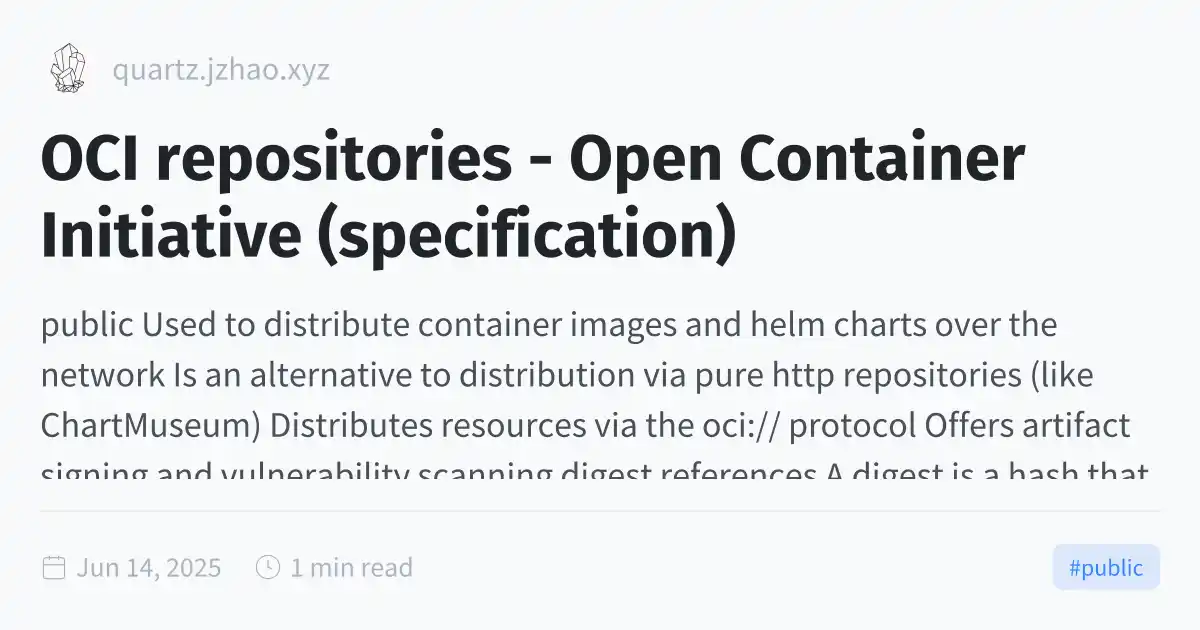 quartz.jzhao.xyz
OCI repositories - Open Container
Initiative (specification)
public Used to distribute container images and helm charts over the
network Is an alternative to distribution via pure http repositories (like
ChartMuseum) Distributes resources via the oci:// protocol Offers artifact
signing and vulnerability scanning digest references A digest is a hash that
Jun 14, 2025 1 min read
#public